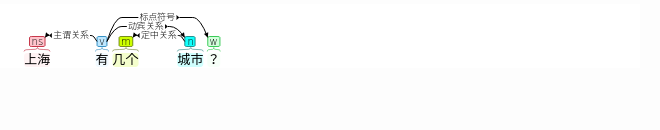 标点符号
动宾关系
主谓关系 定中关系
ns v m n w
上海 有 几个 城市 ？